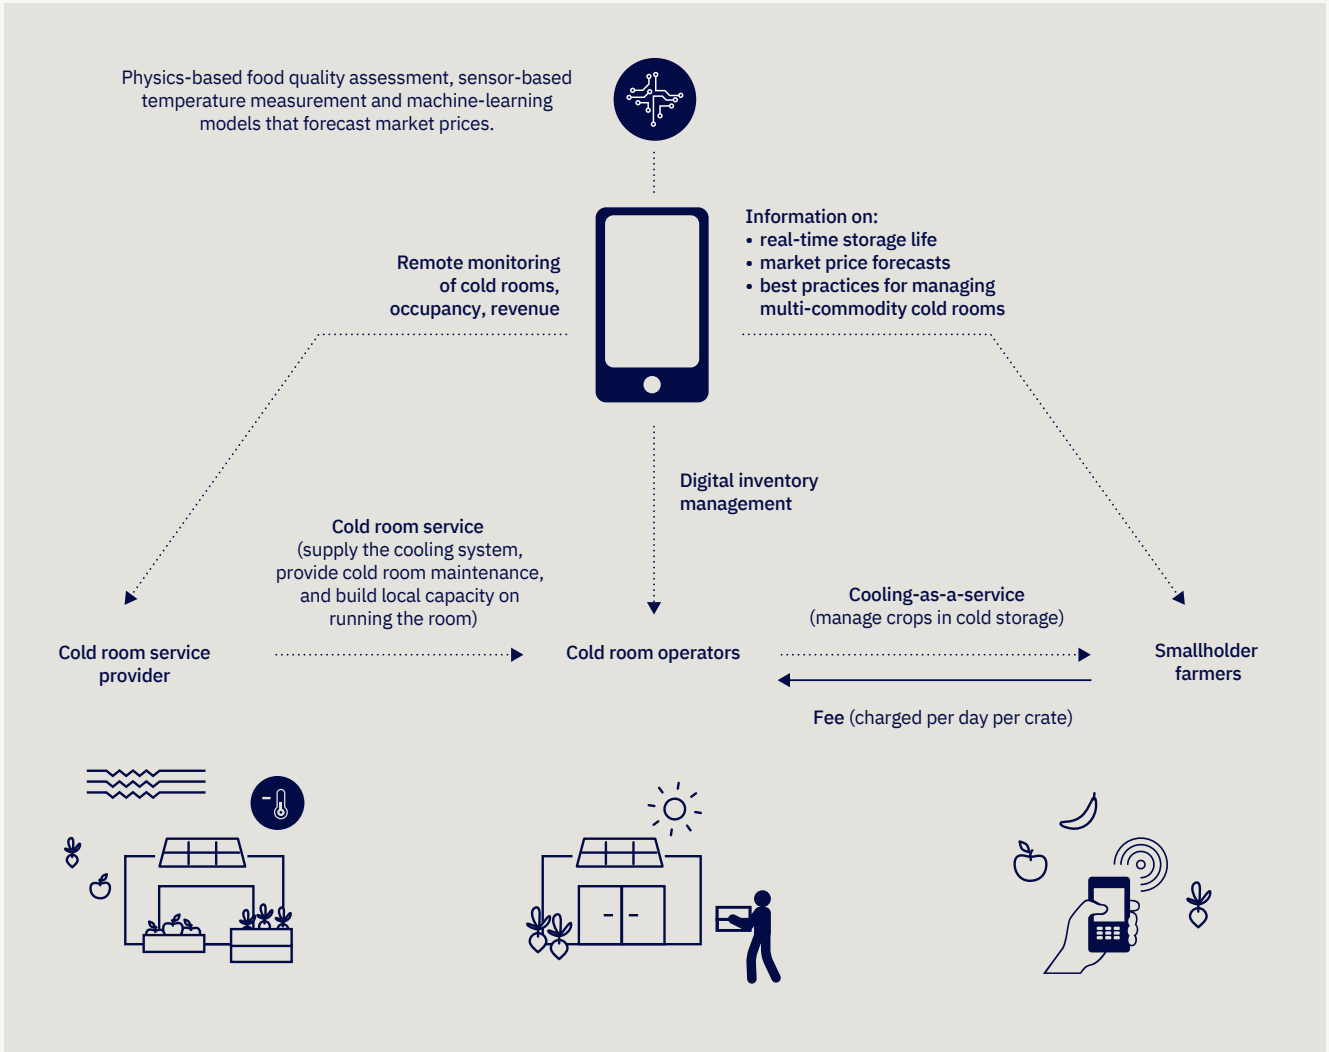 Physics-based food quality assessment, sensor-based
temperature measurement and machine-learning
models that forecast market prices.
Remote monitoring
of cold rooms,
occupancy, revenue
Information on:
• real-time storage life
• market price forecasts
• best practices for managing
multi-commodity cold rooms
Digital inventory
management
Cold room service
(supply the cooling system,
provide cold room maintenance,
and build local capacity on
running the room)
Cooling-as-a-service
(manage crops in cold storage)
Cold room service
provider
Cold room operators
Smallholder
farmers
Fee (charged per day per crate)